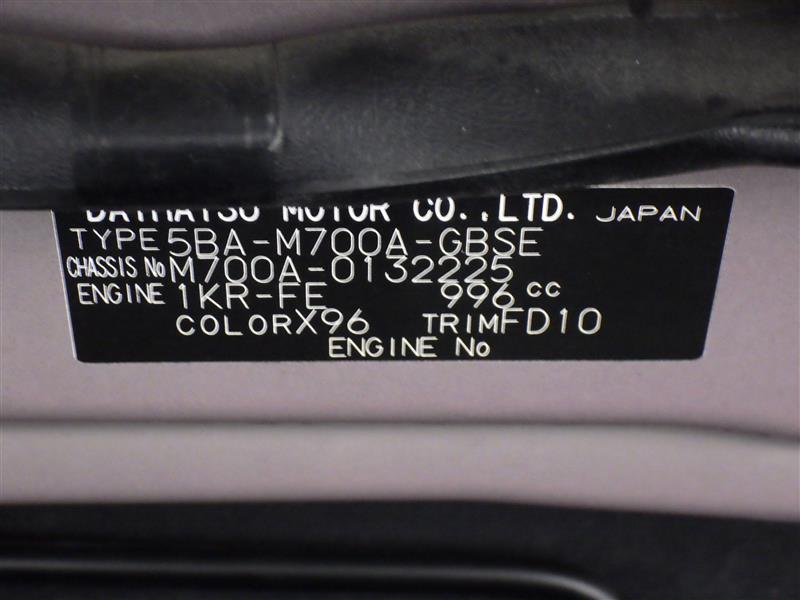 DAIHATSU MOTOR CO.,LTD. JAPAN
TYPE 5BA-M700A-GBSE
CHASSIS No M700A-0132225
ENGINE 1KR-FE 996 cc
COLOR X96 TRIM FD10
ENGINE No